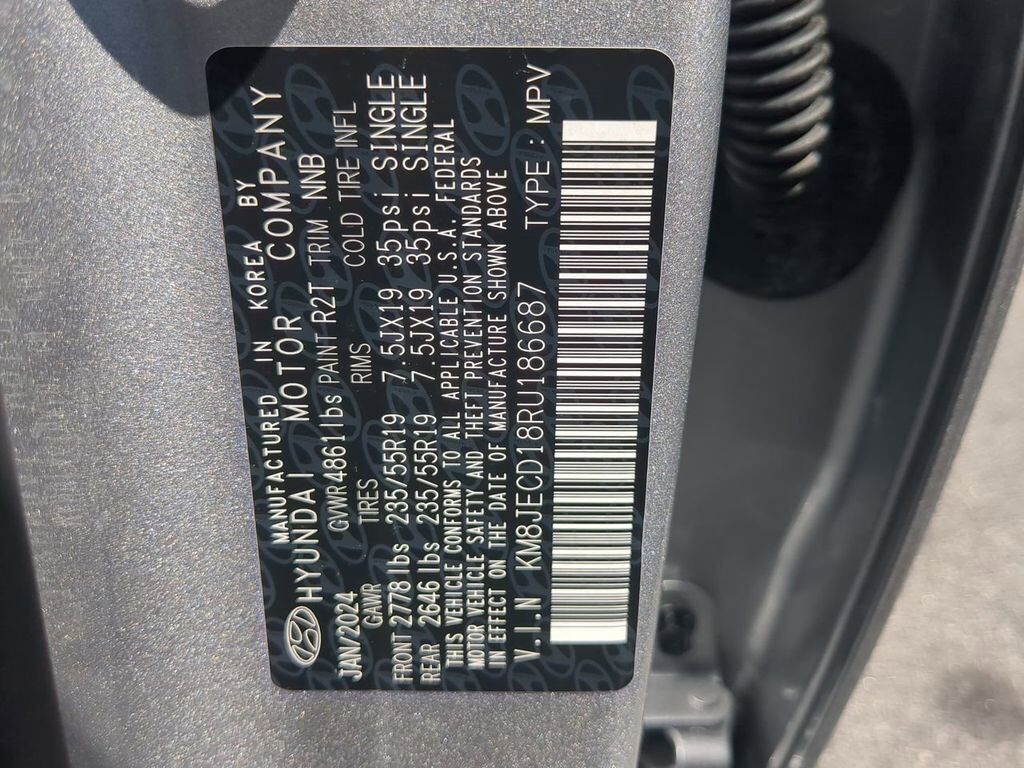 MANUFACTURED IN KOREA BY
HYUNDAI MOTOR COMPANY
JAN/2024 GVWR 4861 lbs PAINT R2T TRIM NNB
GAWR TIRES RIMS COLD TIRE INFL
FRONT 2778 lbs 235/55R19 7.5JX19 35psi SINGLE
REAR 2646 lbs 235/55R19 7.5JX19 35psi SINGLE
THIS VEHICLE CONFORMS TO ALL APPLICABLE U.S.A FEDERAL
MOTOR VEHICLE SAFETY AND THEFT PREVENTION STANDARDS
IN EFFECT ON THE DATE OF MANUFACTURE SHOWN ABOVE
V.I.N KM8JECD18RU186687 TYPE : MPV